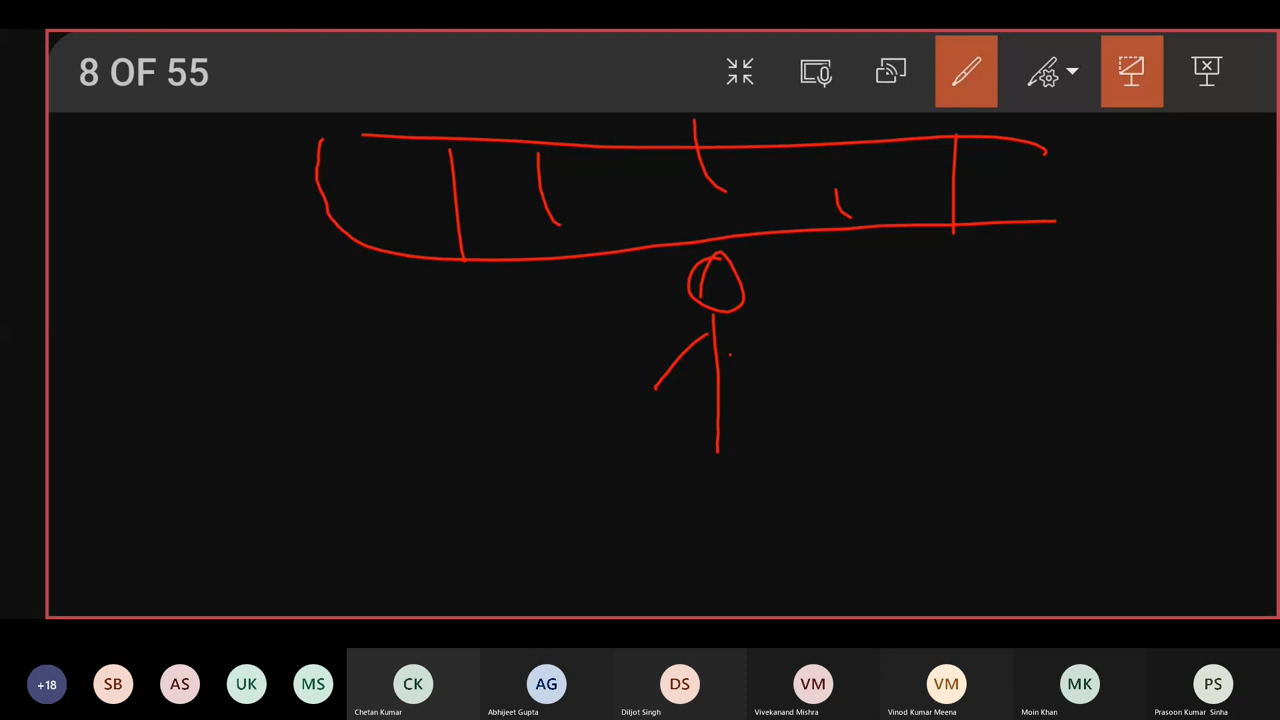 8 OF 55
+18 SB AS UK MS CK AG DS VM VM MK PS
Chetan Kumar Abhijeet Gupta Diljot Singh Vivekanand Mishra Vinod Kumar Meena Moin Khan Prasoon Kumar Sinha